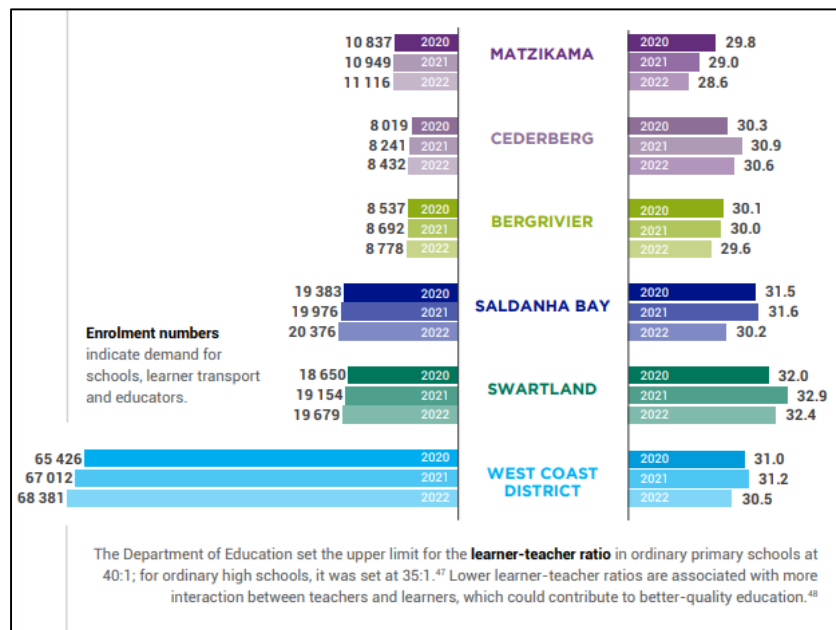 10 837 2020 MATZIKAMA 2020 29.8
10 949 2021 2021 29.0
11 116 2022 2022 28.6
8 019 2020 CEDERBERG 2020 30.3
8 241 2021 2021 30.9
8 432 2022 2022 30.6
8 537 2020 BERGRIVIER 2020 30.1
8 692 2021 2021 30.0
8 778 2022 2022 29.6
19 383 2020 SALDANHA BAY 2020 31.5
19 976 2021 2021 31.6
20 376 2022 2022 30.2
Enrolment numbers
indicate demand for
schools, learner transport
and educators.
18 650 2020 SWARTLAND 2020 32.0
19 154 2021 2021 32.9
19 679 2022 2022 32.4
65 426 2020 WEST COAST 2020 31.0
67 012 2021 DISTRICT 2021 31.2
68 381 2022 2022 30.5
The Department of Education set the upper limit for the learner-teacher ratio in ordinary primary schools at
40:1; for ordinary high schools, it was set at 35:1.⁴⁷ Lower learner-teacher ratios are associated with more
interaction between teachers and learners, which could contribute to better-quality education.⁴⁸